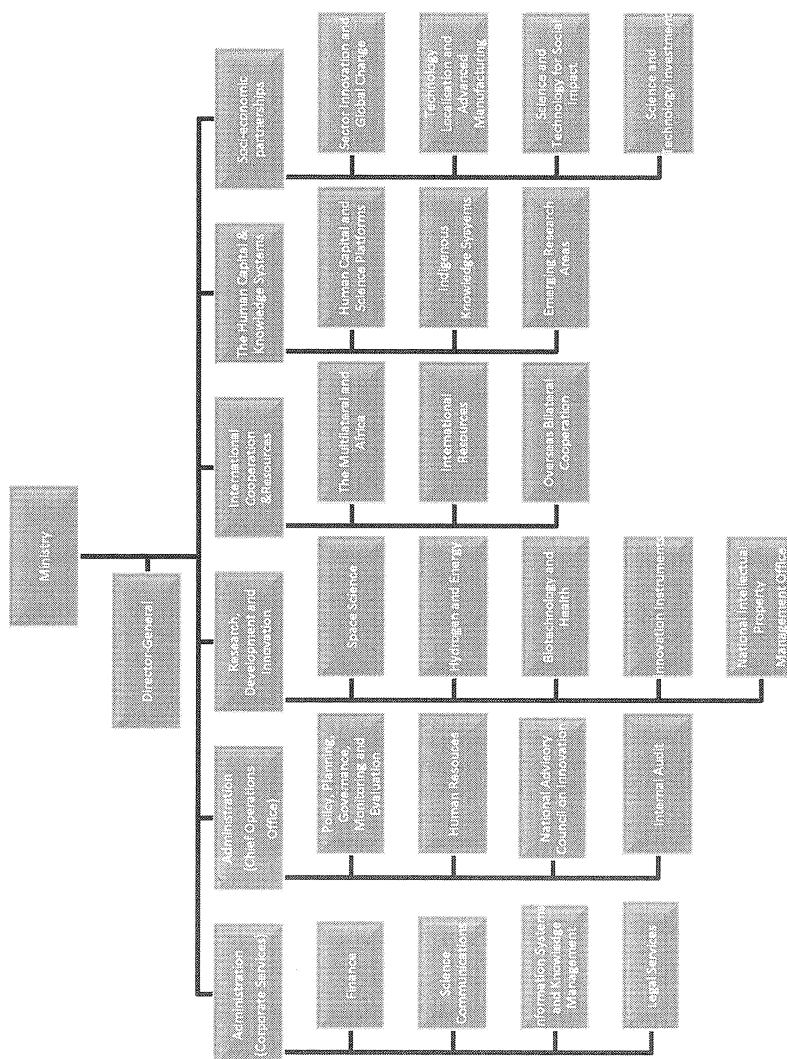 Ministry
Director-General
Administration
(Corporate Services)
Finance
Science
Communications
Information Systems
and Knowledge
Management
Legal Services
Administration
(Chief Operations
Office)
Policy, Planning,
Governance,
Monitoring and
Evaluation
Human Resouces
National Advisory
Council on Innovation
Internal Audit
Research,
Development and
Innovation
Space Science
Hydrogen and Energy
Biotechnology and
Health
Innovation Instruments
National Intellectual
Property
Management Office
International
Cooperation
&Resources
The Multilateral and
Africa
International
Resources
Overseas Bilateral
Cooperation
The Human Capital &
Knowledge Systems
Human Capital and
Science Platforms
Indigenous
Knowledge Sysyems
Emerging Research
Areas
Soci-economic
partnerships
Sector Innovation and
Global Change
Technology
Localisation and
Advanced
Manufacturing
Science and
Technology for Social
Impact
Science and
Technology Investment